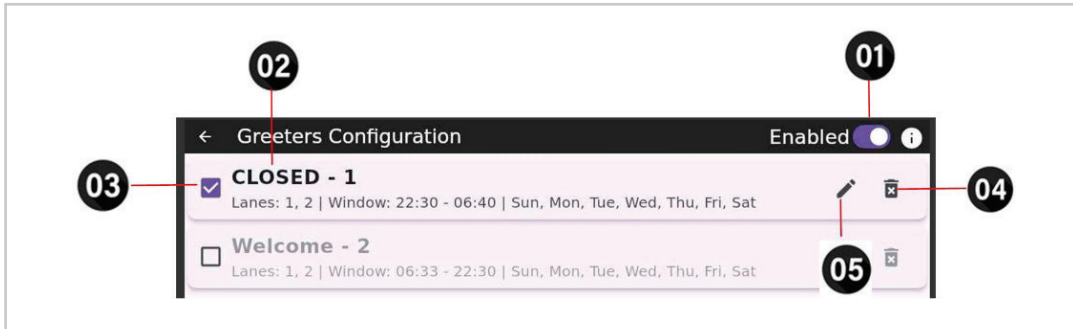 02
01
Greeters Configuration
Enabled
03
CLOSED - 1
Lanes: 1, 2 | Window: 22:30 - 06:40 | Sun, Mon, Tue, Wed, Thu, Fri, Sat
04
Welcome - 2
Lanes: 1, 2 | Window: 06:33 - 22:30 | Sun, Mon, Tue, Wed, Thu, Fri, Sat
05